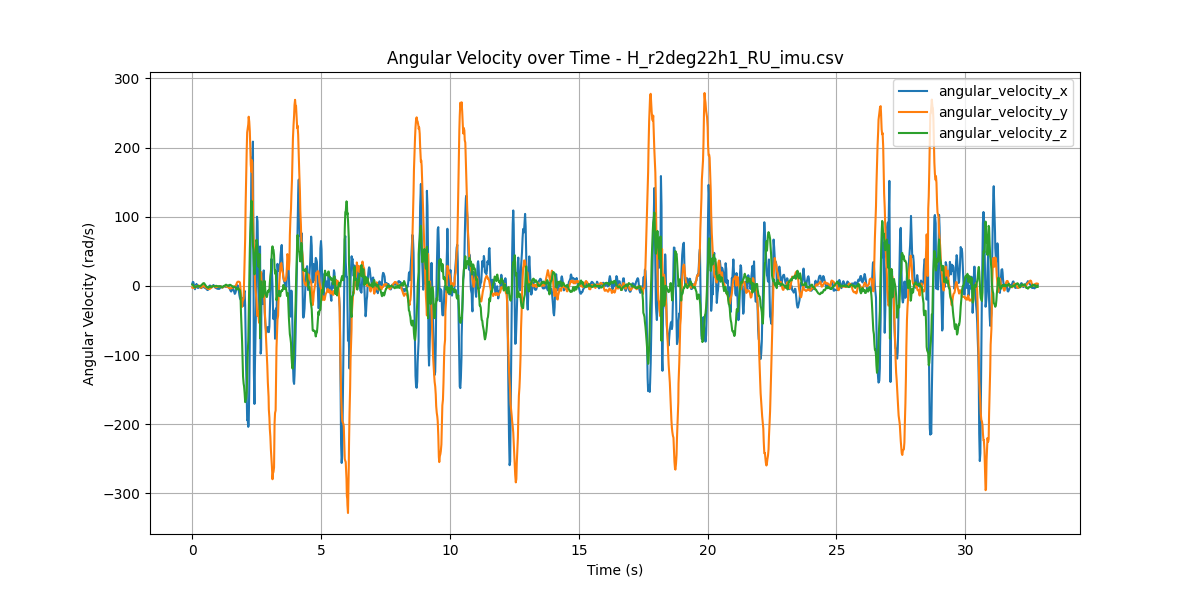 Angular Velocity over Time - H_r2deg22h1_RU_imu.csv
angular_velocity_x
angular_velocity_y
angular_velocity_z
Angular Velocity (rad/s)
300
200
100
0
−100
−200
−300
0 5 10 15 20 25 30
Time (s)